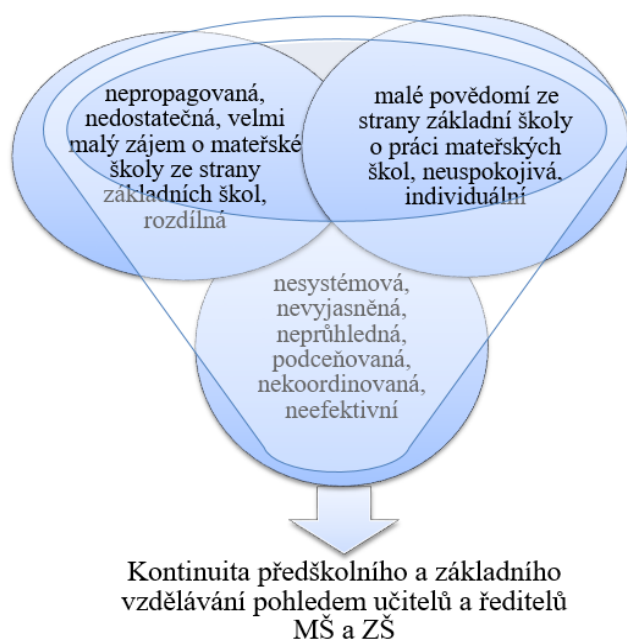 nepropagovaná,
nedostatečná, velmi
malý zájem o mateřské
školy ze strany
základních škol,
rozdílná
malé povědomí ze
strany základní školy
o práci mateřských
škol, neuspokojivá,
individuální
nesystémová,
nevyjasněná,
neprůhledná,
podceňovaná,
nekoordinovaná,
neefektivní
Kontinuita předškolního a základního
vzdělávání pohledem učitelů a ředitelů
MŠ a ZŠ